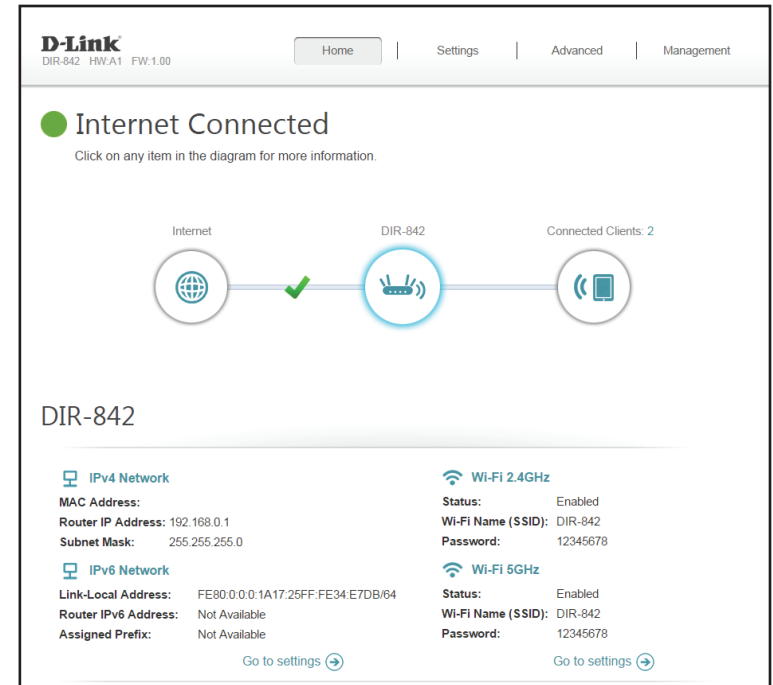 D-Link
DIR-842 HW:A1 FW:1.00
Home Settings Advanced Management
Internet Connected
Click on any item in the diagram for more information.
Internet DIR-842 Connected Clients: 2
DIR-842
IPv4 Network
MAC Address:
Router IP Address: 192.168.0.1
Subnet Mask: 255.255.255.0
IPv6 Network
Link-Local Address: FE80:0:0:0:1A17:25FF:FE34:E7DB/64
Router IPv6 Address: Not Available
Assigned Prefix: Not Available
Go to settings
Wi-Fi 2.4GHz
Status: Enabled
Wi-Fi Name (SSID): DIR-842
Password: 12345678
Wi-Fi 5GHz
Status: Enabled
Wi-Fi Name (SSID): DIR-842
Password: 12345678
Go to settings